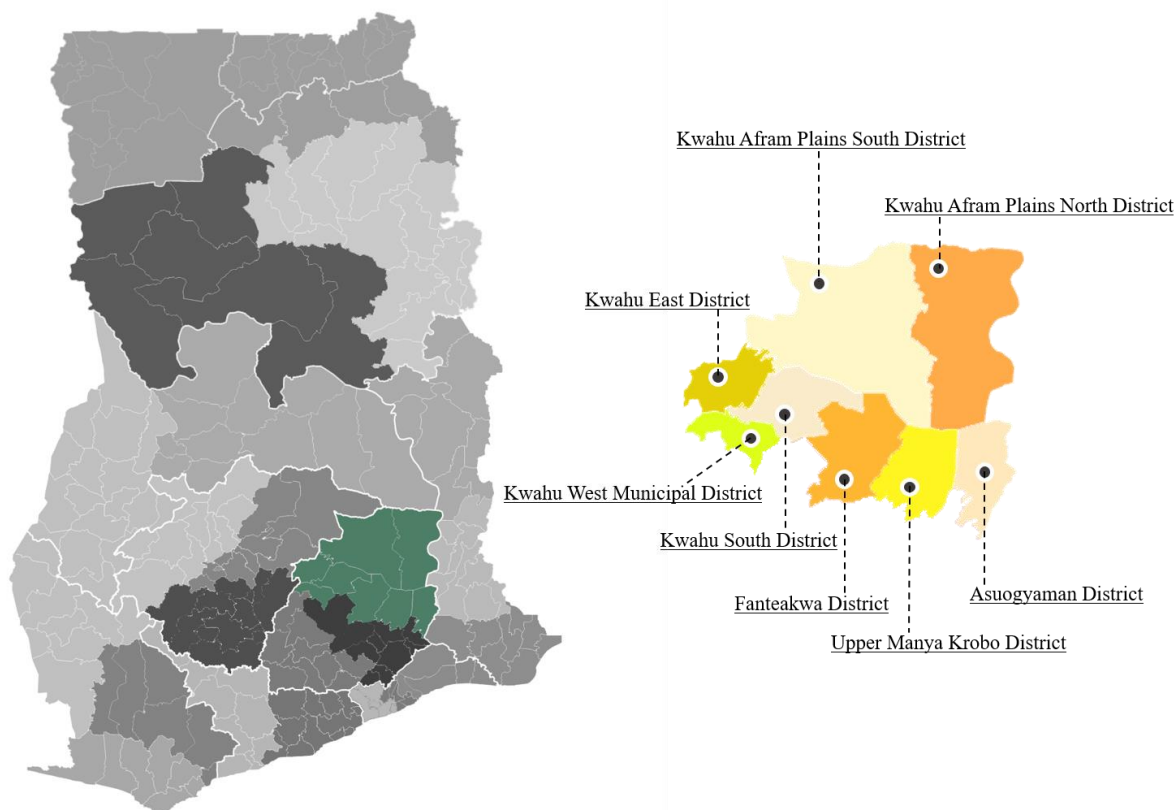 Kwahu Afram Plains South District
Kwahu Afram Plains North District
Kwahu East District
Kwahu West Municipal District
Kwahu South District
Fanteakwa District
Asuogyaman District
Upper Manya Krobo District